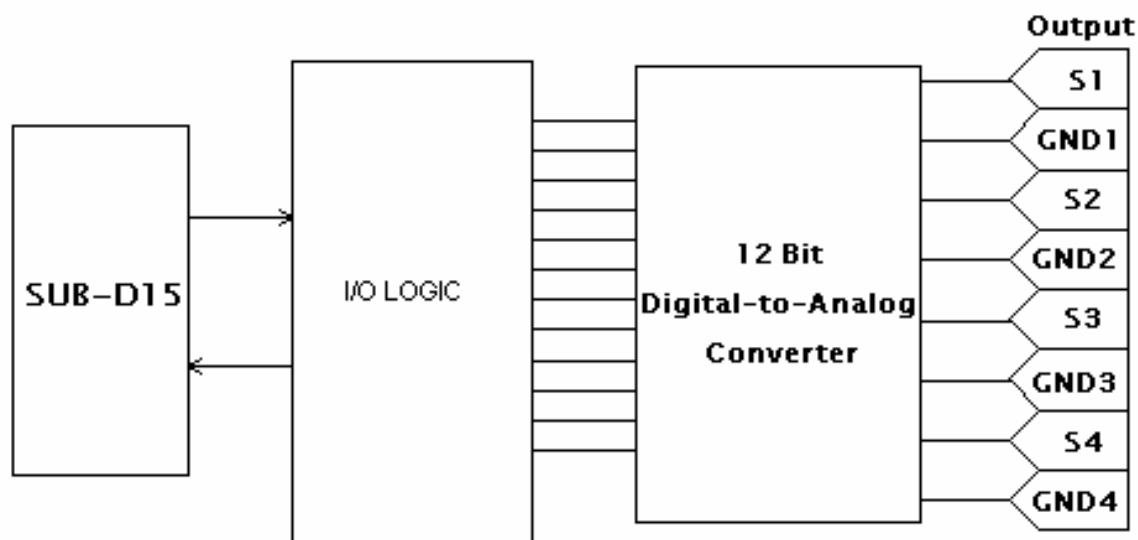 Output
SUB-D15
I/O LOGIC
12 Bit
Digital-to-Analog
Converter
S1
GND1
S2
GND2
S3
GND3
S4
GND4